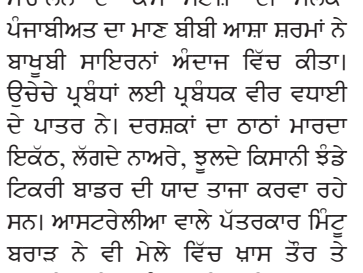 ਪੰਜਾਬੀਅਤ ਦਾ ਮਾਣ ਬੀਬੀ ਆਸ਼ਾ ਸ਼ਰਮਾਂ ਨੇ
ਬਾਖੂਬੀ ਸਾਇਰਨਾਂ ਅੰਦਾਜ ਵਿੱਚ ਕੀਤਾ।
ਉਚੇਚੇ ਪ੍ਰਬੰਧਾਂ ਲਈ ਪ੍ਰਬੰਧਕ ਵੀਰ ਵਧਾਈ
ਦੇ ਪਾਤਰ ਨੇ। ਦਰਸ਼ਕਾਂ ਦਾ ਠਾਠਾਂ ਮਾਰਦਾ
ਇਕੱਠ, ਲੱਗਦੇ ਨਾਅਰੇ, ਝੂਲਦੇ ਕਿਸਾਨੀ ਝੰਡੇ
ਟਿਕਰੀ ਬਾਡਰ ਦੀ ਯਾਦ ਤਾਜਾ ਕਰਵਾ ਰਹੇ
ਸਨ। ਆਸਟਰੇਲੀਆ ਵਾਲੇ ਪੱਤਰਕਾਰ ਮਿੰਟੂ
ਬਰਾੜ ਨੇ ਵੀ ਮੇਲੇ ਵਿੱਚ ਖ਼ਾਸ ਤੌਰ ਤੇ